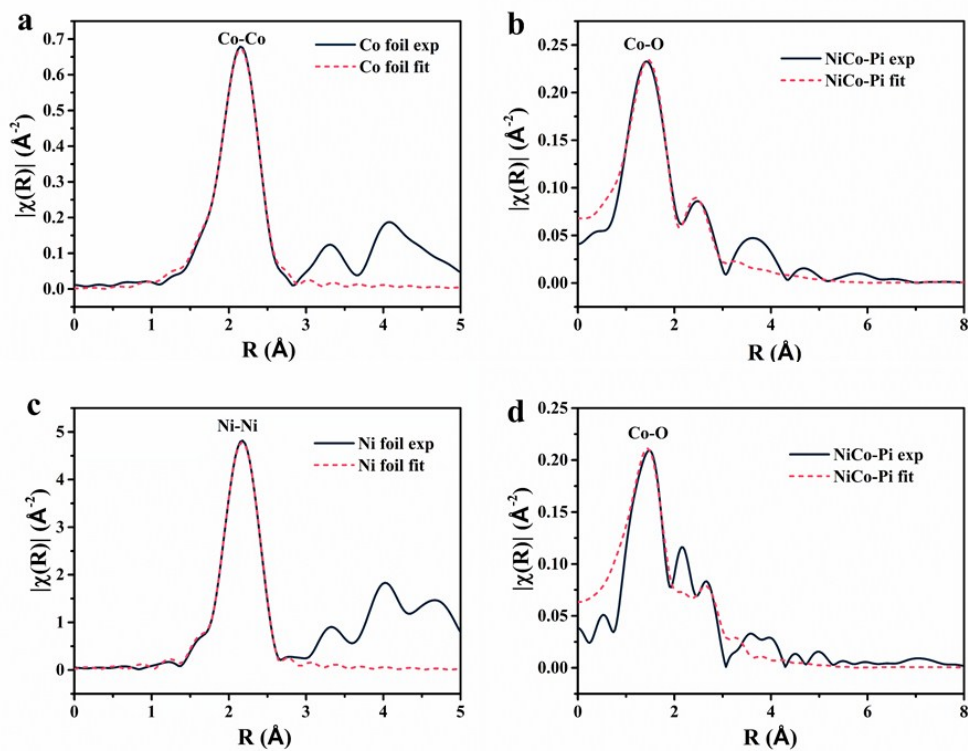 a
Co-Co
Co foil exp
Co foil fit
|χ(R)| (Å⁻²)
0.7
0.6
0.5
0.4
0.3
0.2
0.1
0.0
0 1 2 3 4 5
R (Å)
b
Co-O
NiCo-Pi exp
NiCo-Pi fit
|χ(R)| (Å⁻²)
0.25
0.20
0.15
0.10
0.05
0.00
0 2 4 6 8
R (Å)
c
Ni-Ni
Ni foil exp
Ni foil fit
|χ(R)| (Å⁻²)
5
4
3
2
1
0
0 1 2 3 4 5
R (Å)
d
Co-O
NiCo-Pi exp
NiCo-Pi fit
|χ(R)| (Å⁻²)
0.25
0.20
0.15
0.10
0.05
0.00
0 2 4 6 8
R (Å)